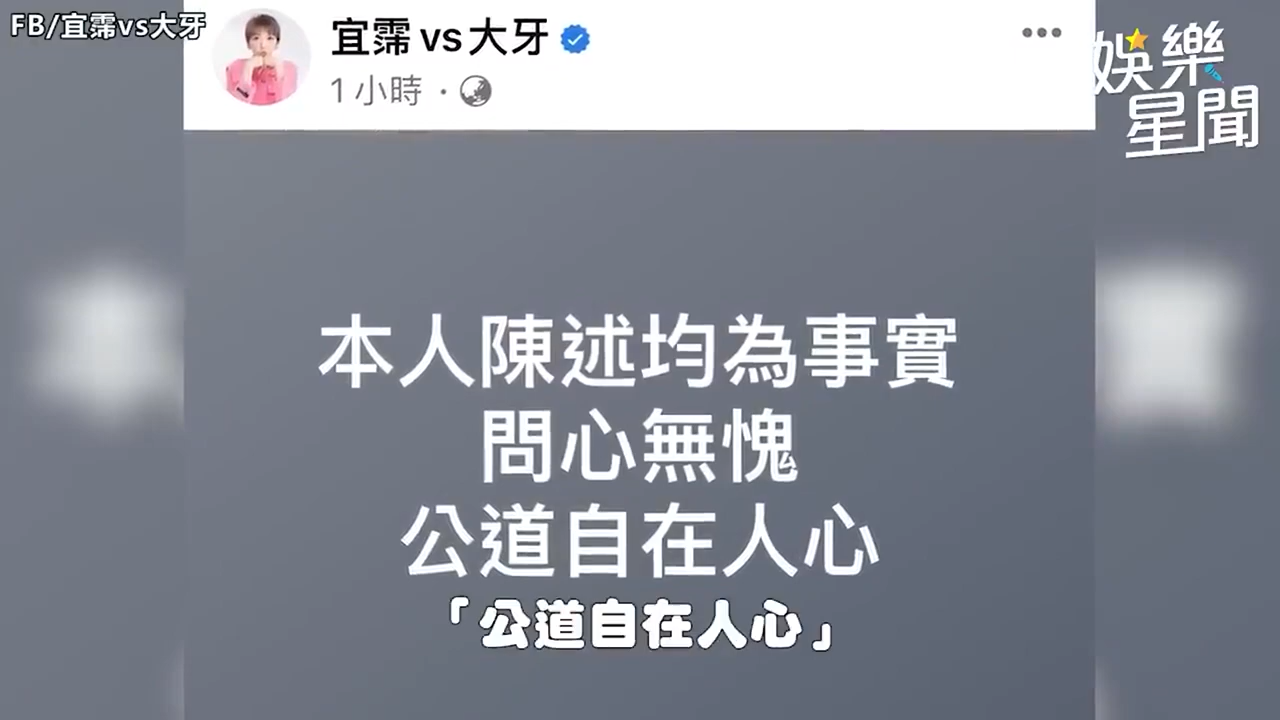 FB/宜霈vs大牙
宜霈 vs 大牙
1 小時 ·
娛樂
星聞
本人陳述均為事實
問心無愧
公道自在人心
「公道自在人心」